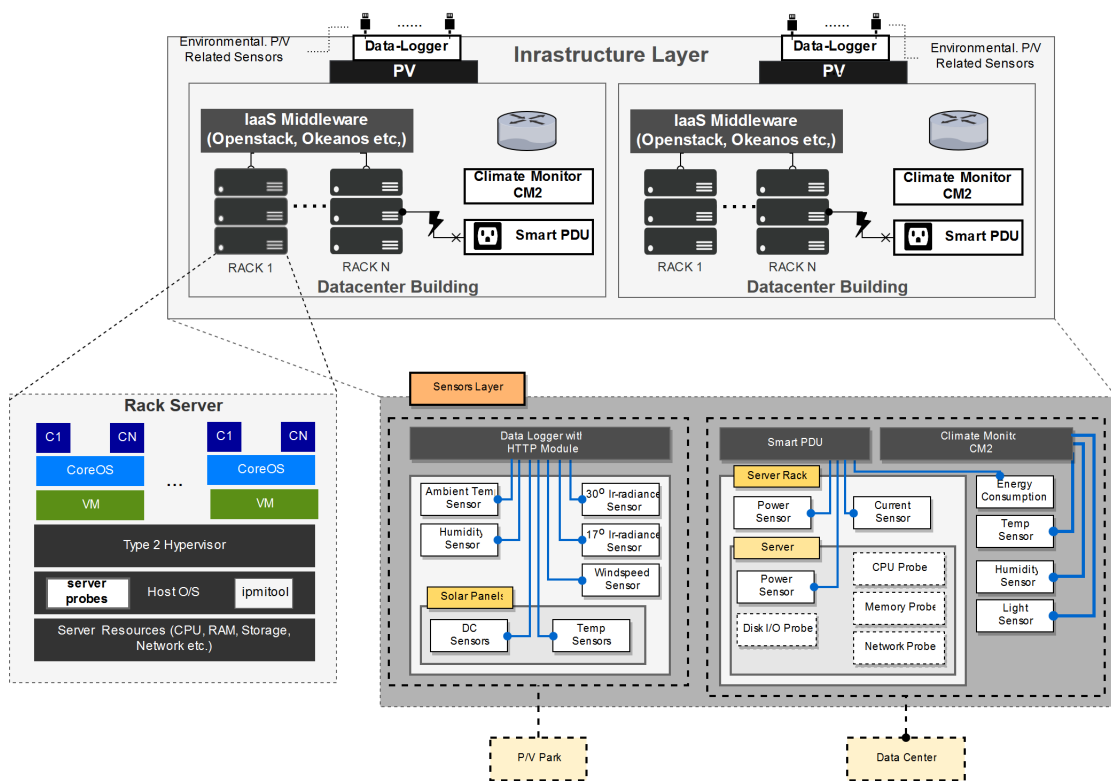 Environmental. P/V
Related Sensors
Data-Logger
PV
Inrastructure Layer
Data-Logger
PV
Environmental. P/V
Related Sensors
IaaS Middleware
(Openstack, Okeanos etc,)
Climate Monitor
CM2
Smart PDU
RACK 1
RACK N
Datacenter Building
IaaS Middleware
(Openstack, Okeanos etc,)
Climate Monitor
CM2
Smart PDU
RACK 1
RACK N
Datacenter Building
Rack Server
C1
CN
C1
CN
CoreOS
...
CoreOS
VM
VM
Type 2 Hypervisor
server
probes
Host O/S
ipmitool
Server Resources (CPU, RAM, Storage,
Network etc.)
Sensors Layer
Data Logger with
HTTP Module
Ambient Temp
Sensor
30º Ir-radiance
Sensor
Humidity
Sensor
17º Ir-radiance
Sensor
Windspeed
Sensor
Solar Panels
DC
Sensors
Temp
Sensors
Smart PDU
Climate Monito
CM2
Server Rack
Power
Sensor
Current
Sensor
Energy
Consumption
Temp
Sensor
Server
Power
Sensor
CPU Probe
Humidity
Sensor
Disk I/O Probe
Memory Probe
Light
Sensor
Network Probe
P/V Park
Data Center